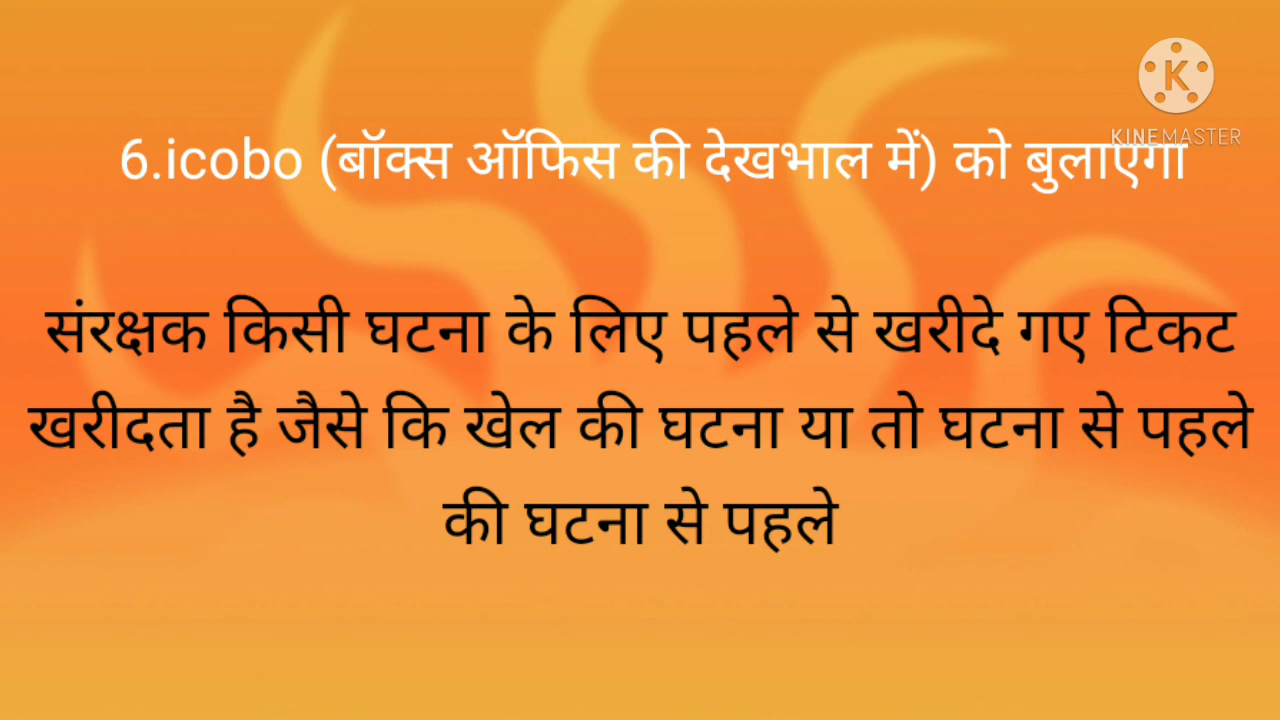 K
KINEMASTER
6.icobo (बॉक्स ऑफिस की देखभाल में) को बुलाएगा
संरक्षक किसी घटना के लिए पहले से खरीदे गए टिकट
खरीदता है जैसे कि खेल की घटना या तो घटना से पहले
की घटना से पहले